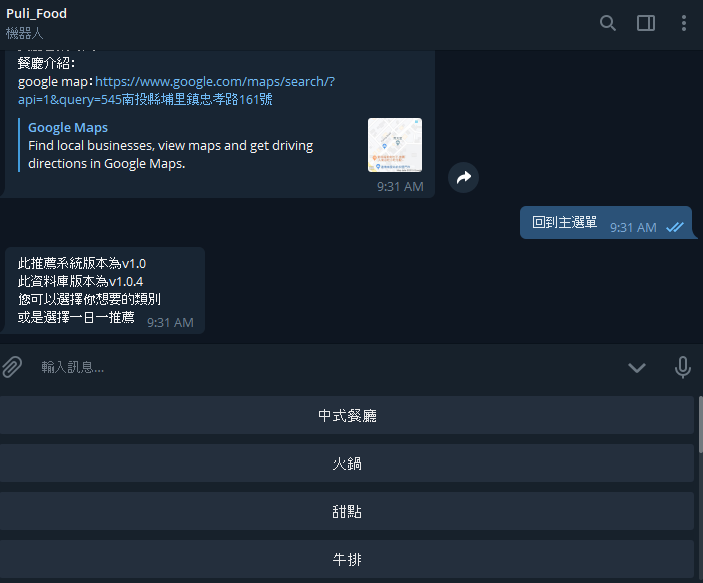 Puli_Food
機器人
餐廳介紹:
google map：https://www.google.com/maps/search/?
api=1&query=545南投縣埔里鎮忠孝路161號
Google Maps
Find local businesses, view maps and get driving
directions in Google Maps.
9:31 AM
回到主選單 9:31 AM
此推薦系統版本為v1.0
此資料庫版本為v1.0.4
您可以選擇你想要的類別
或是選擇一日一推薦 9:31 AM
輸入訊息...
中式餐廳
火鍋
甜點
牛排